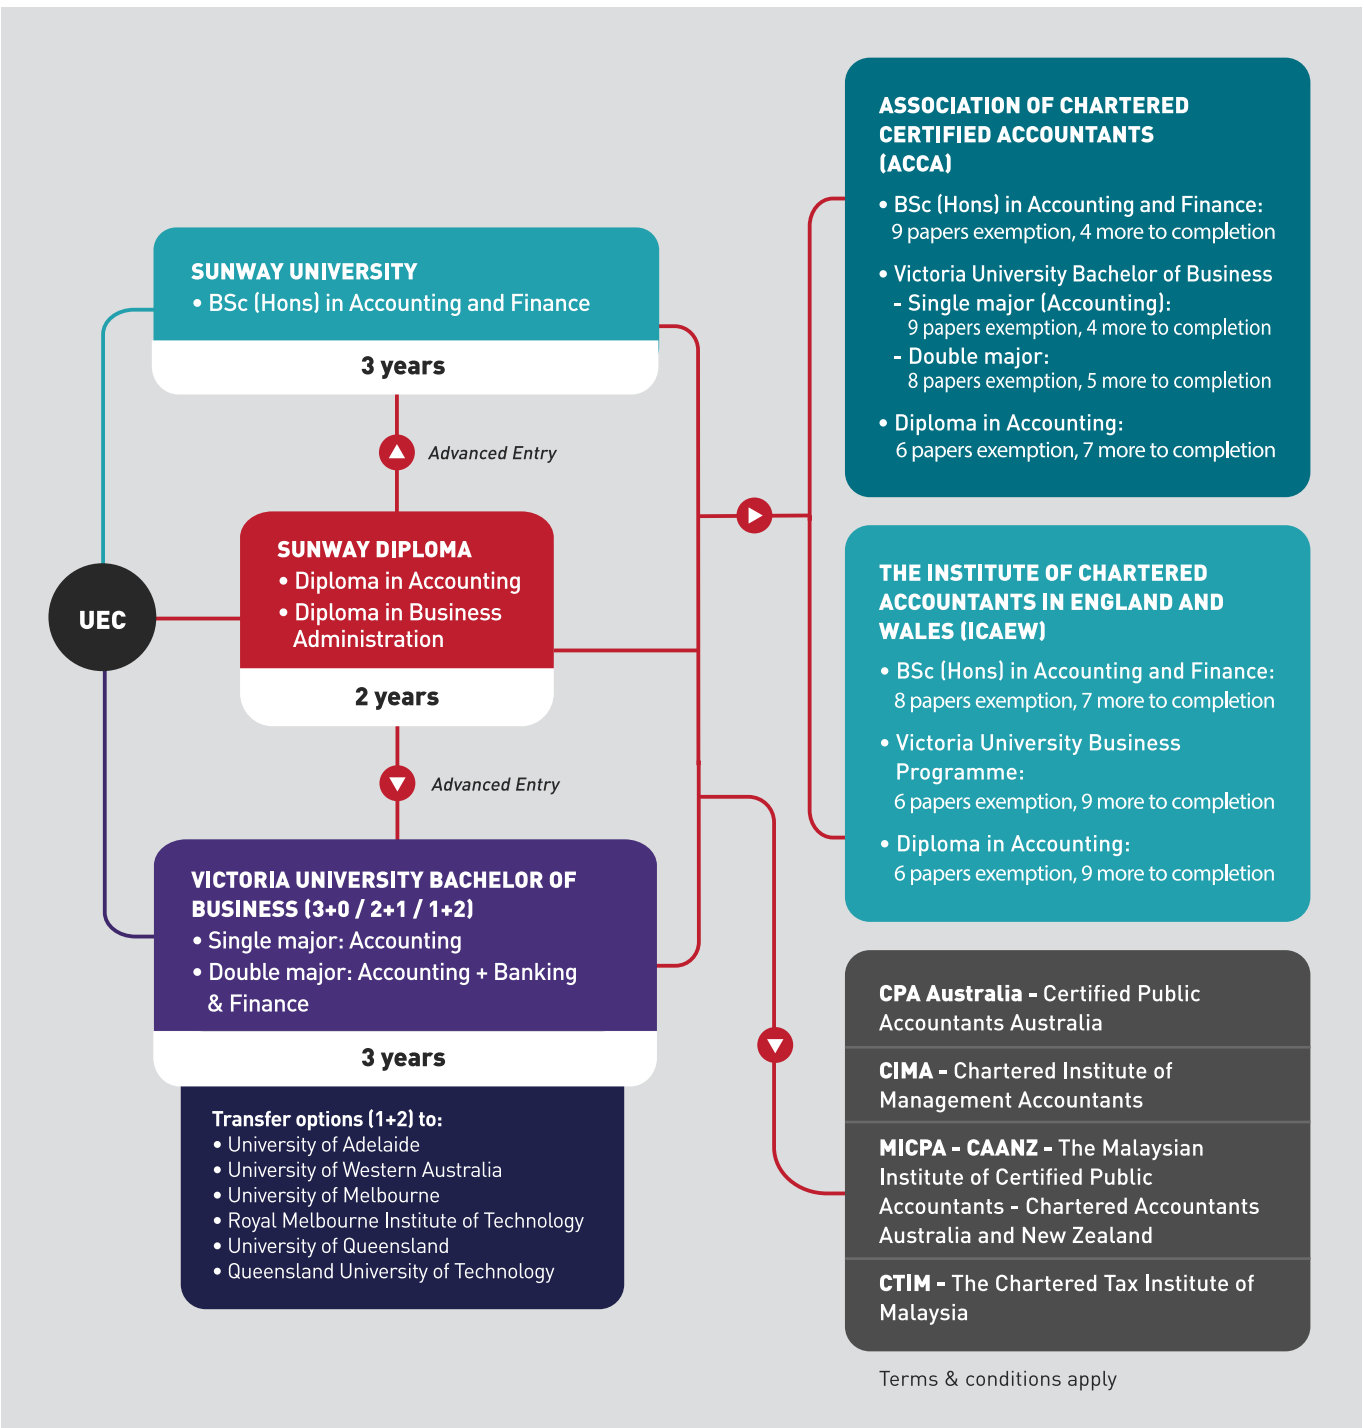 UEC
SUNWAY UNIVERSITY
• BSc (Hons) in Accounting and Finance
3 years
Advanced Entry
SUNWAY DIPLOMA
• Diploma in Accounting
• Diploma in Business
Administration
2 years
Advanced Entry
VICTORIA UNIVERSITY BACHELOR OF
BUSINESS (3+0 / 2+1 / 1+2)
• Single major: Accounting
• Double major: Accounting + Banking
& Finance
3 years
Transfer options (1+2) to:
• University of Adelaide
• University of Western Australia
• University of Melbourne
• Royal Melbourne Institute of Technology
• University of Queensland
• Queensland University of Technology
ASSOCIATION OF CHARTERED
CERTIFIED ACCOUNTANTS
(ACCA)
• BSc (Hons) in Accounting and Finance:
9 papers exemption, 4 more to completion
• Victoria University Bachelor of Business
- Single major (Accounting):
9 papers exemption, 4 more to completion
- Double major:
8 papers exemption, 5 more to completion
• Diploma in Accounting:
6 papers exemption, 7 more to completion
THE INSTITUTE OF CHARTERED
ACCOUNTANTS IN ENGLAND AND
WALES (ICAEW)
• BSc (Hons) in Accounting and Finance:
8 papers exemption, 7 more to completion
• Victoria University Business
Programme:
6 papers exemption, 9 more to completion
• Diploma in Accounting:
6 papers exemption, 9 more to completion
CPA Australia - Certified Public
Accountants Australia
CIMA - Chartered Institute of
Management Accountants
MICPA - CAANZ - The Malaysian
Institute of Certified Public
Accountants - Chartered Accountants
Australia and New Zealand
CTIM - The Chartered Tax Institute of
Malaysia
Terms & conditions apply